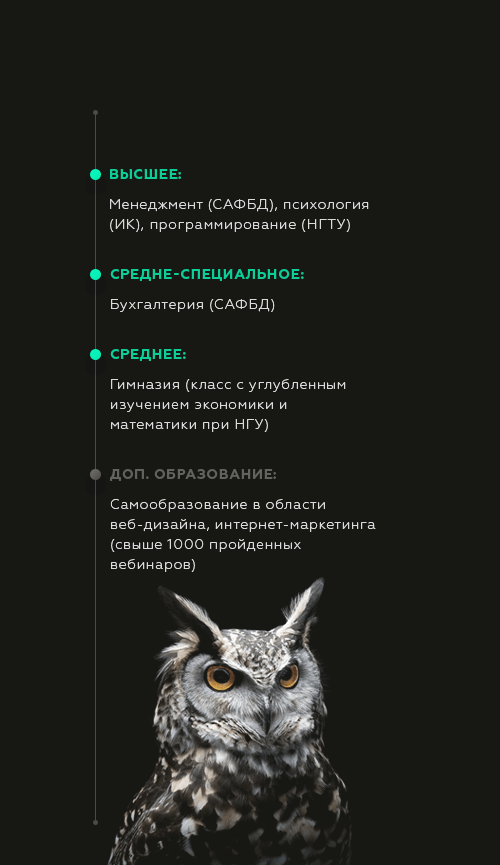 ВЫСШЕЕ:
Менеджмент (САФБД), психология
(ИК), программирование (НГТУ)
СРЕДНЕ-СПЕЦИАЛЬНОЕ:
Бухгалтерия (САФБД)
СРЕДНЕЕ:
Гимназия (класс с углубленным
изучением экономики и
математики при НГУ)
ДОП. ОБРАЗОВАНИЕ:
Самообразование в области
веб-дизайна, интернет-маркетинга
(свыше 1000 пройденных
вебинаров)